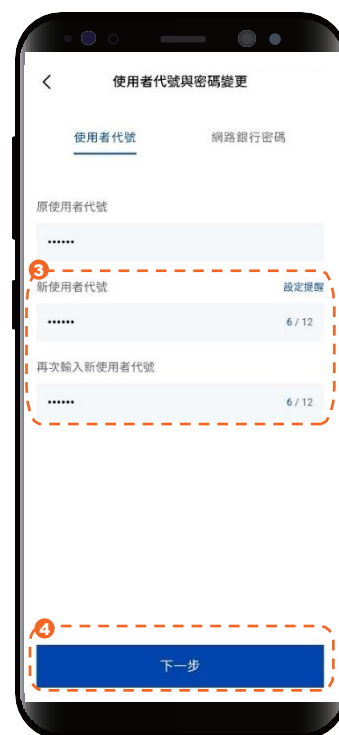 使用者代號與密碼變更
使用者代號 網路銀行密碼
原使用者代號
••••••
3
新使用者代號 設定提醒
•••••• 6 / 12
再次輸入新使用者代號
•••••• 6 / 12
4
下一步